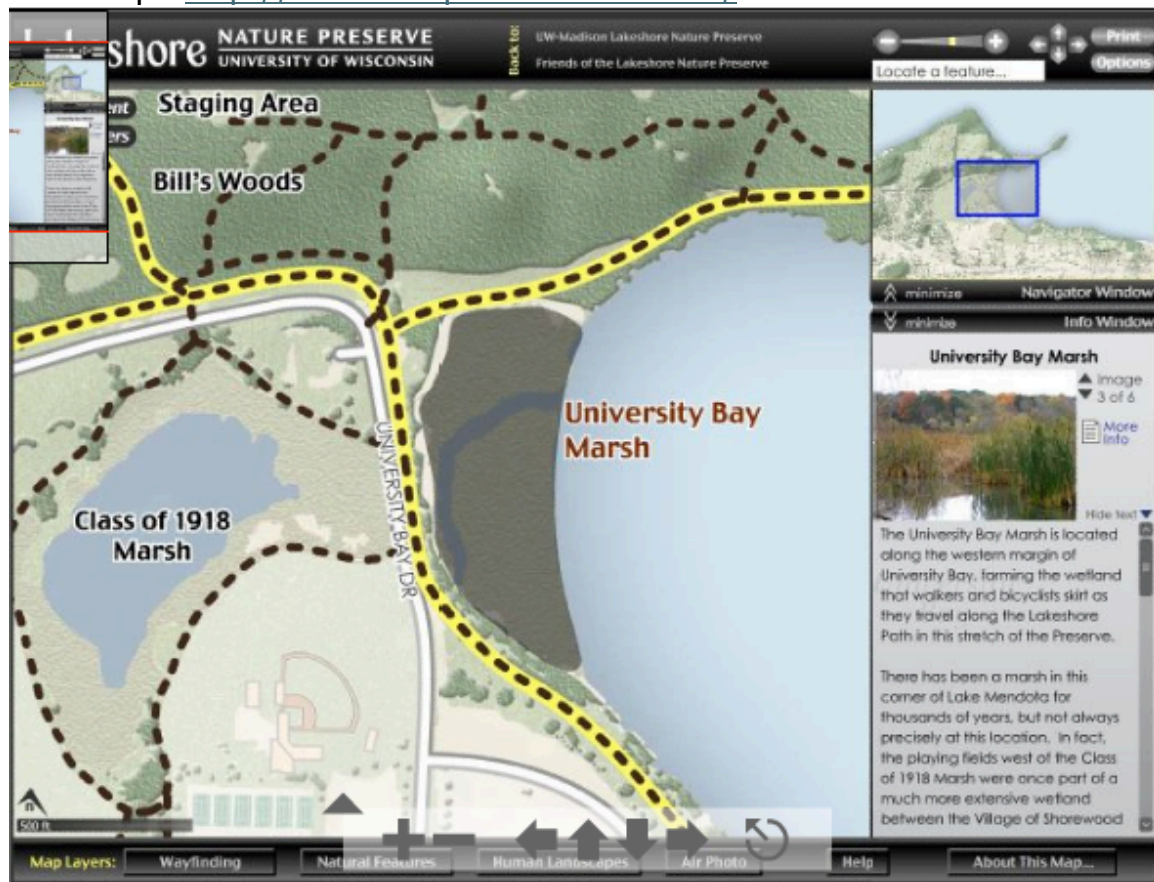 shore NATURE PRESERVE
UNIVERSITY OF WISCONSIN
Back to:
UW-Madison Lakeshore Nature Preserve
Friends of the Lakeshore Nature Preserve
Print
Options
Locate a feature...
Staging Area
Bill's Woods
University Bay
Marsh
UNIVERSITY BAY DR
Class of 1918
Marsh
n
500 ft
minimize Navigator Window
minimize Info Window
University Bay Marsh
Image
3 of 6
More
Info
Hide text
The University Bay Marsh is located
along the western margin of
University Bay, forming the wetland
that walkers and bicyclists skirt as
they travel along the Lakeshore
Path in this stretch of the Preserve.
There has been a marsh in this
corner of Lake Mendota for
thousands of years, but not always
precisely at this location. In fact,
the playing fields west of the Class
of 1918 Marsh were once part of a
much more extensive wetland
between the Village of Shorewood
Map Layers: Wayfinding Natural Features Human Landscapes Air Photo Help About This Map...